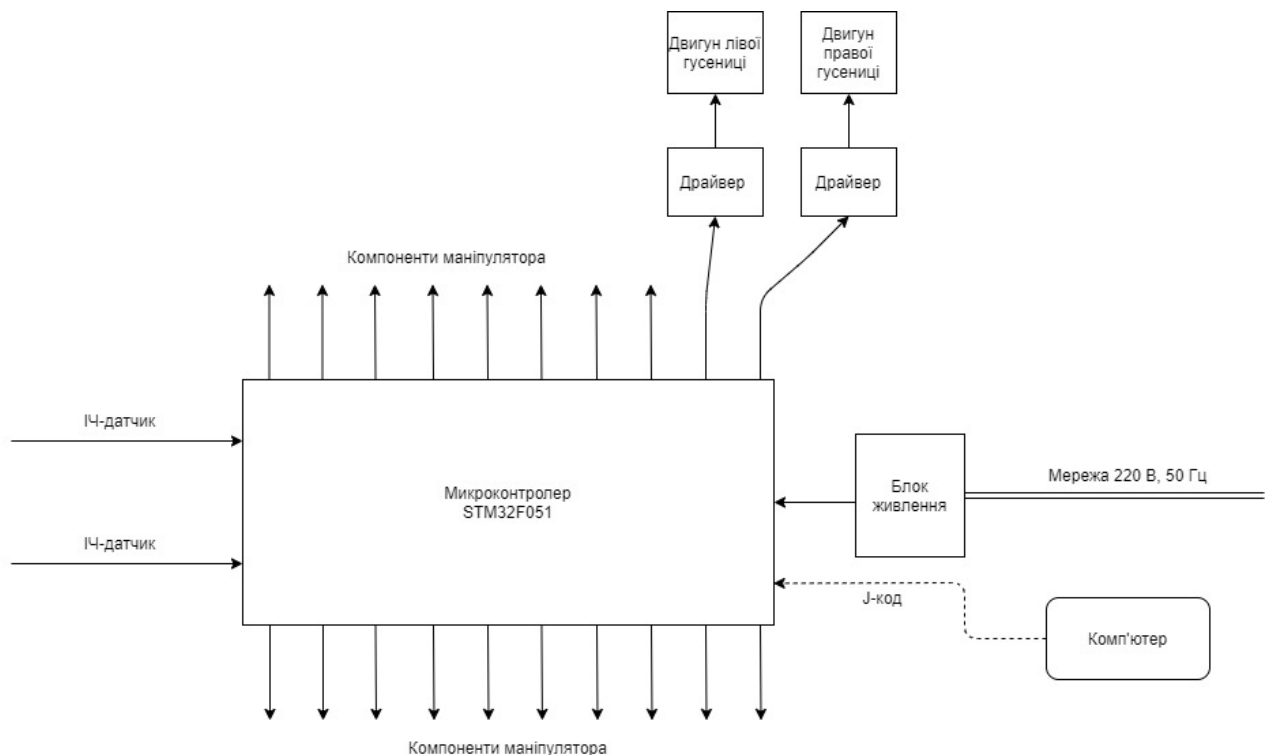 Двигун лівої
гусениці
Двигун
правої
гусениці
Драйвер
Драйвер
Компоненти маніпулятора
ІЧ-датчик
ІЧ-датчик
Микроконтролер
STM32F051
Блок
живлення
Мережа 220 В, 50 Гц
J-код
Комп'ютер
Компоненти маніпулятора